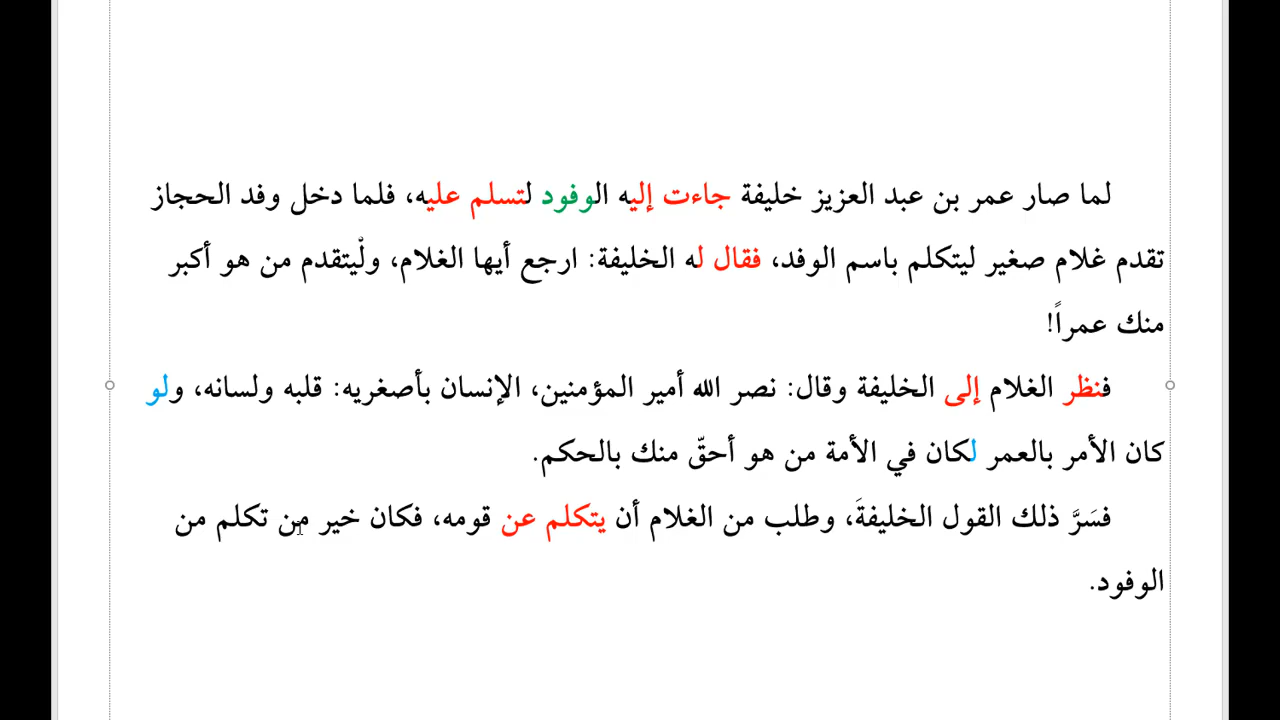 لما صار عمر بن عبد العزيز خليفة جاءت إليه الوفود لتسلم عليه، فلما دخل وفد الحجاز
تقدم غلام صغير ليتكلم باسم الوفد، فقال له الخليفة: ارجع أيها الغلام، ولْيتقدم من هو أكبر
منك عمراً!
فنظر الغلام إلى الخليفة وقال: نصر الله أمير المؤمنين، الإنسان بأصغريه: قلبه ولسانه، ولو
كان الأمر بالعمر لكان في الأمة من هو أحقّ منك بالحكم.
فسَرَّ ذلك القول الخليفةَ، وطلب من الغلام أن يتكلم عن قومه، فكان خير من تكلم من
الوفود.